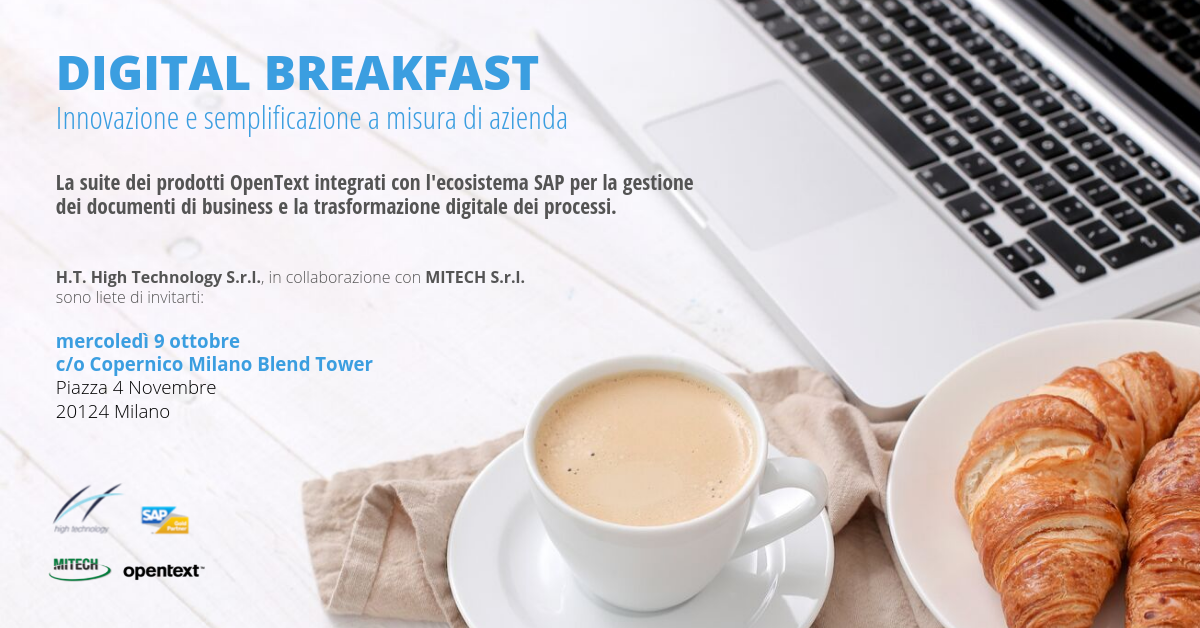 DIGITAL BREAKFAST
Innovazione e semplificazione a misura di azienda
La suite dei prodotti OpenText integrati con l'ecosistema SAP per la gestione
dei documenti di business e la trasformazione digitale dei processi.
H.T. High Technology S.r.l., in collaborazione con MITECH S.r.l.
sono liete di invitarti:
mercoledì 9 ottobre
c/o Copernico Milano Blend Tower
Piazza 4 Novembre
20124 Milano
high technology
SAP Gold Partner
MITECH
opentext™